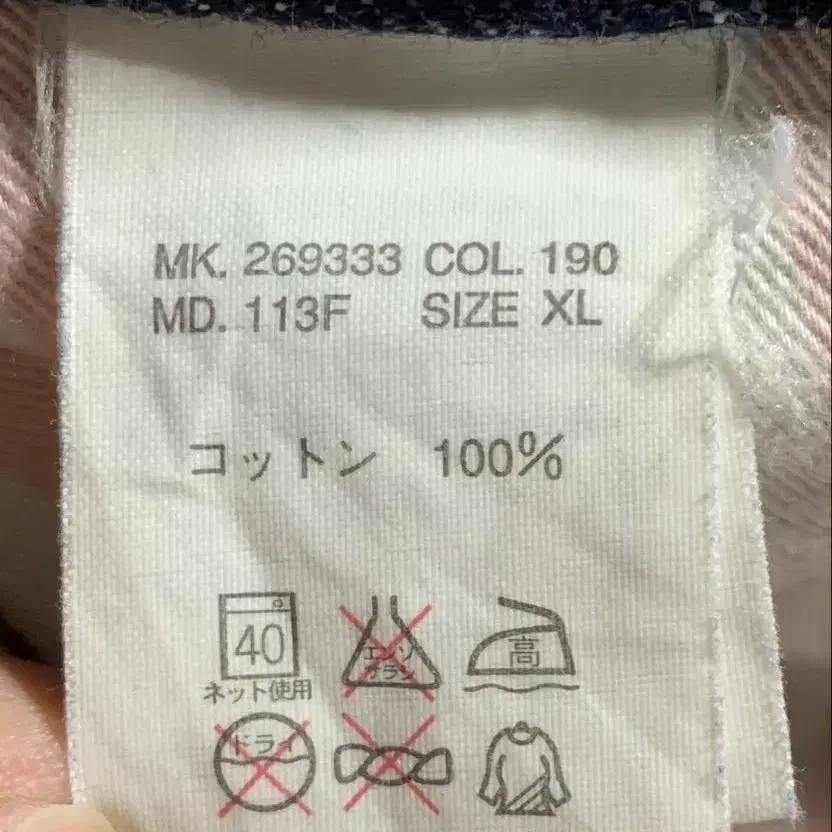 MK. 269333 COL. 190
MD. 113F SIZE XL
コットン 100%
40
ネット使用
エンソ
サラシ
高
ドライ